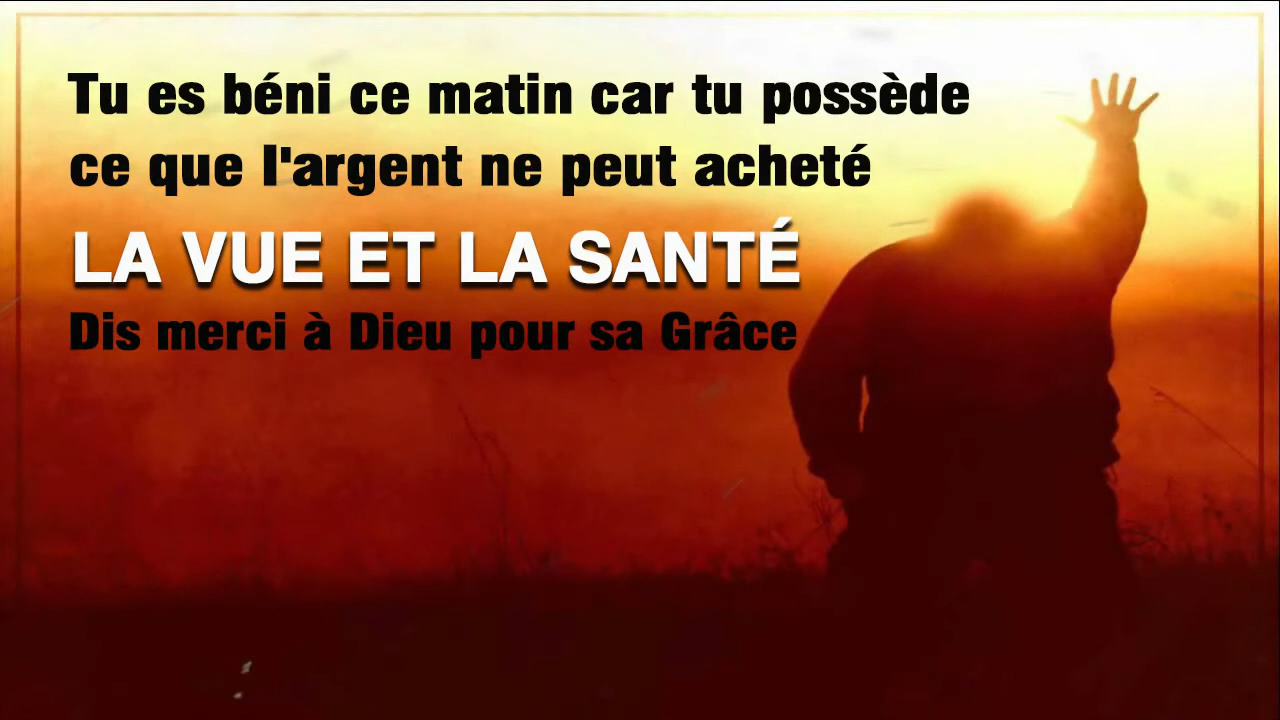 Tu es béni ce matin car tu possède
ce que l'argent ne peut acheté
LA VUE ET LA SANTÉ
Dis merci à Dieu pour sa Grâce